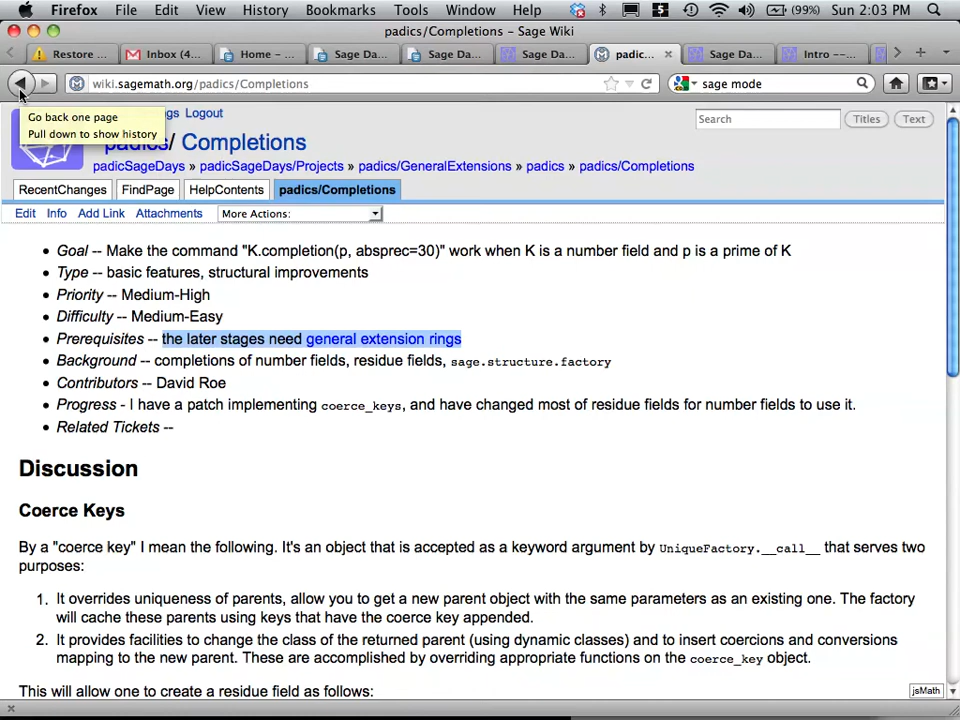 Firefox File Edit View History Bookmarks Tools Window Help (99%) Sun 2:03 PM
padics/Completions - Sage Wiki
Restore ... Inbox (4... Home - ... Sage Da... Sage Da... Sage Da... padic... Sage Da... Intro --...
wiki.sagemath.org/padics/Completions sage mode
Go back one page
Pull down to show history
gs Logout
padics/ Completions
Search Titles Text
padicSageDays » padicSageDays/Projects » padics/GeneralExtensions » padics » padics/Completions
RecentChanges FindPage HelpContents padics/Completions
Edit Info Add Link Attachments More Actions:
• Goal -- Make the command "K.completion(p, absprec=30)" work when K is a number field and p is a prime of K
• Type -- basic features, structural improvements
• Priority -- Medium-High
• Difficulty -- Medium-Easy
• Prerequisites -- the later stages need general extension rings
• Background -- completions of number fields, residue fields, sage.structure.factory
• Contributors -- David Roe
• Progress - I have a patch implementing coerce_keys, and have changed most of residue fields for number fields to use it.
• Related Tickets --
Discussion
Coerce Keys
By a "coerce key" I mean the following. It's an object that is accepted as a keyword argument by UniqueFactory.__call__ that serves two
purposes:
1. It overrides uniqueness of parents, allow you to get a new parent object with the same parameters as an existing one. The factory
will cache these parents using keys that have the coerce key appended.
2. It provides facilities to change the class of the returned parent (using dynamic classes) and to insert coercions and conversions
mapping to the new parent. These are accomplished by overriding appropriate functions on the coerce_key object.
This will allow one to create a residue field as follows:
jsMath